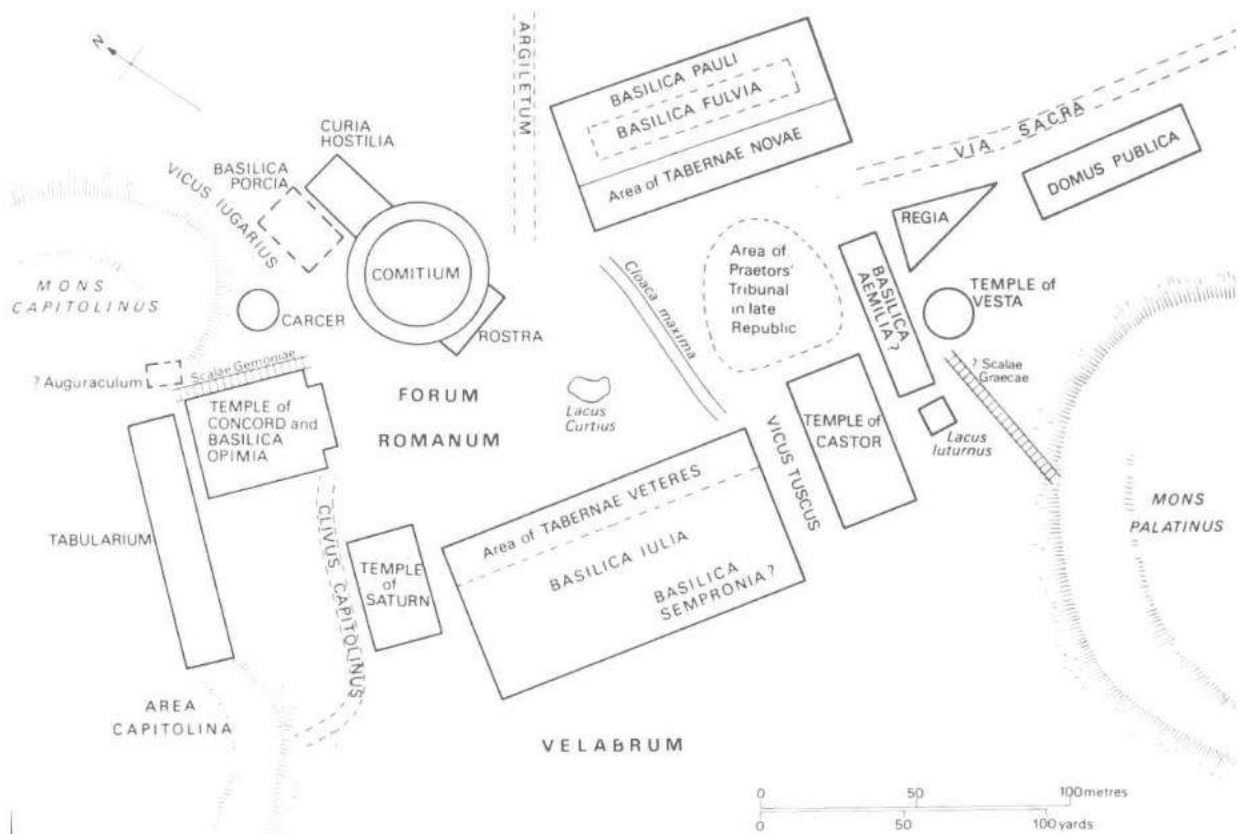 N
ARGILETUM
BASILICA PAULI
BASILICA FULVIA
Area of TABERNAE NOVAE
VIA SACRA
DOMUS PUBLICA
CURIA
HOSTILIA
BASILICA
PORCIA
VICUS IUGARIUS
COMITIUM
MONS
CAPITOLINUS
CARCER
ROSTRA
Cloaca maxima
Area of
Praetors'
Tribunal
in late
Republic
REGIA
BASILICA
AEMILIA?
TEMPLE of
VESTA
? Auguraculum
Scalae Gemoniae
FORUM
ROMANUM
Lacus
Curtius
? Scalae
Graecae
TEMPLE of
CONCORD and
BASILICA
OPIMIA
TEMPLE of
CASTOR
Lacus
Iuturnus
VICUS TUSCUS
MONS
PALATINUS
TABULARIUM
CLIVUS CAPITOLINUS
TEMPLE
of
SATURN
Area of TABERNAE VETERES
BASILICA IULIA
BASILICA
SEMPRONIA?
AREA
CAPITOLINA
VELABRUM
0 50 100 metres
0 50 100 yards